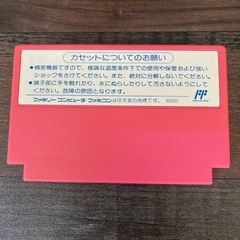 カセットについてのお願い
●精密機器ですので、極端な温度条件下での使用や保管および強い
ショックをさけてください。また、絶対に分解しないでください。
●端子部に手を触れたり、水にぬらしたりして汚さないようにして
ください。故障の原因となります。
ファミリーコンピュータ・ファミコンは任天堂の商標です。
FF